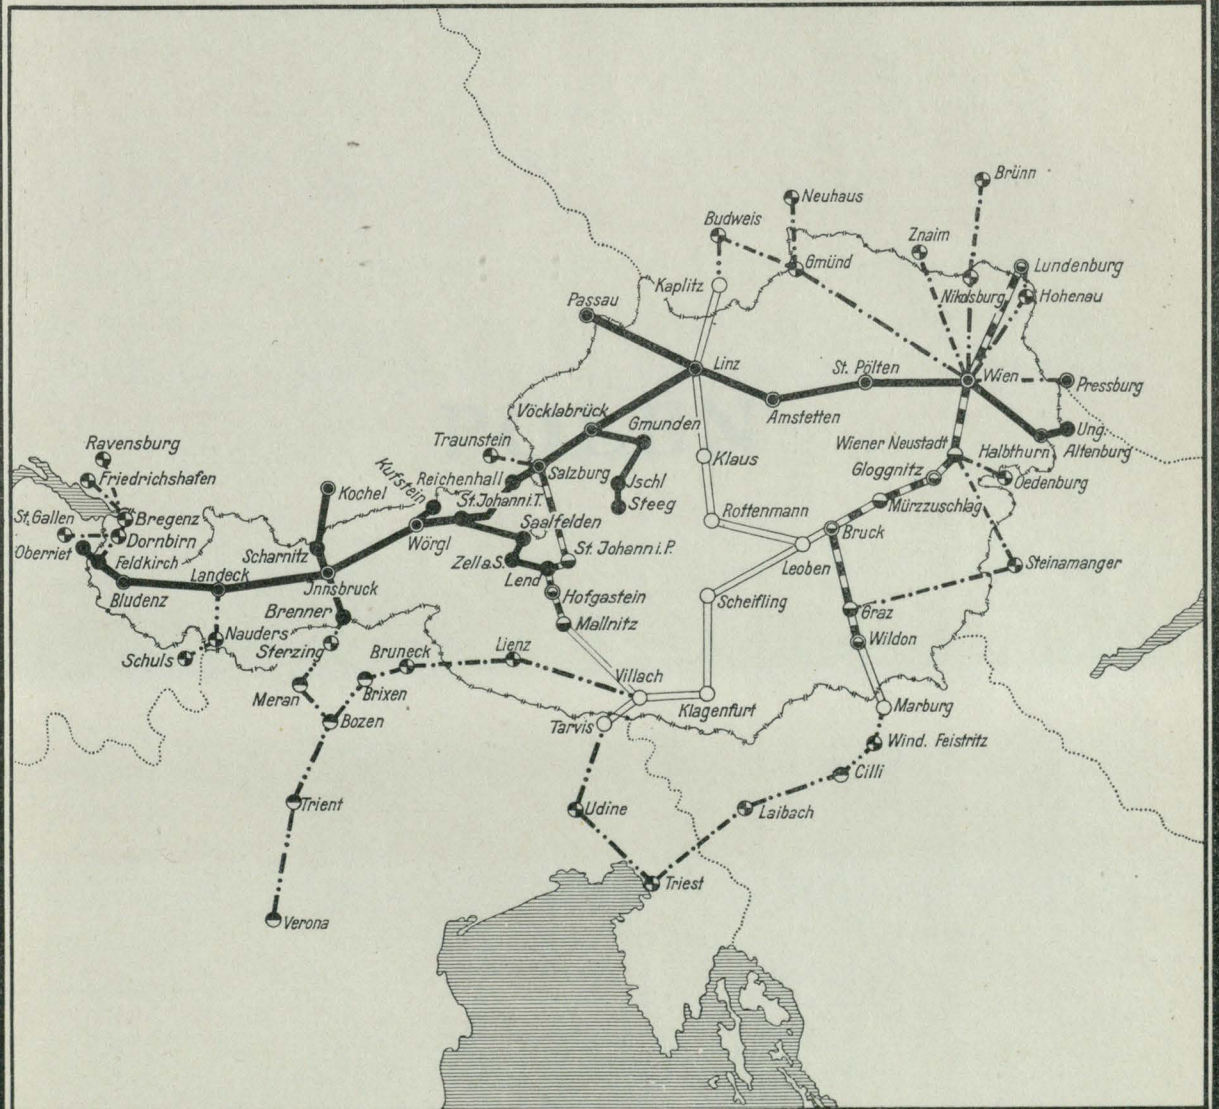 Brünn
Neuhaus
Budweis
Znaim
Gmünd
Lundenburg
Kaplitz
Nikolsburg
Hohenau
Passau
Linz
St. Pölten
Wien
Pressburg
Amstetten
Vöcklabrück
Gmunden
Ung.
Altenburg
Halbthurn
Wiener Neustadt
Traunstein
Ravensburg
Friedrichshafen
Kufstein
Reichenhall
Salzburg
Klaus
Gloggnitz
Oedenburg
Kochel
St. Johann i. T.
Jschl
Steeg
Mürzzuschlag
St. Gallen
Bregenz
Dornbirn
Oberriet
Feldkirch
Scharnitz
Wörgl
Saalfelden
Rottenmann
Bruck
Zell a. S.
St. Johann i. P.
Lend
Leoben
Steinamanger
Bludenz
Landeck
Jnnsbruck
Hofgastein
Scheifling
Graz
Brenner
Mallnitz
Nauders
Sterzing
Bruneck
Lienz
Wildon
Schuls
Villach
Meran
Brixen
Klagenfurt
Marburg
Bozen
Tarvis
Wind. Feistritz
Cilli
Trient
Udine
Laibach
Triest
Verona